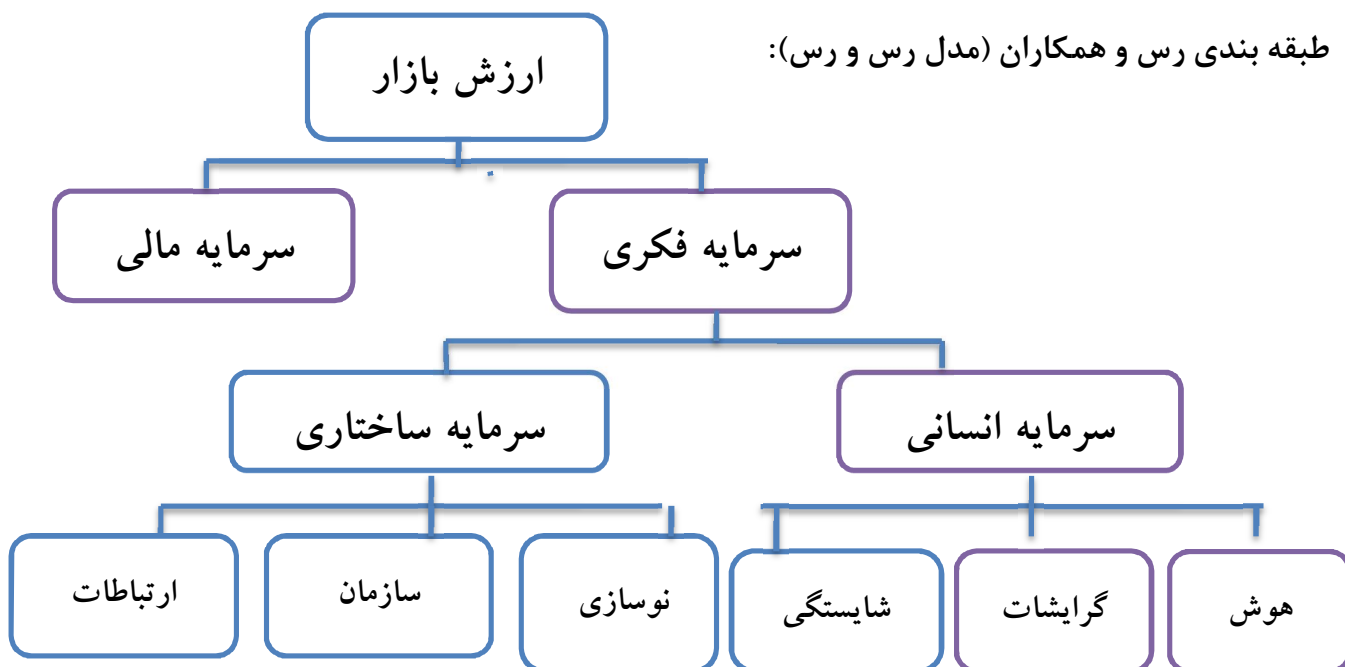 طبقه بندی رس و همکاران (مدل رس و رس):
ارزش بازار
سرمایه فکری
سرمایه مالی
سرمایه انسانی
سرمایه ساختاری
هوش
گرایشات
شایستگی
نوسازی
سازمان
ارتباطات